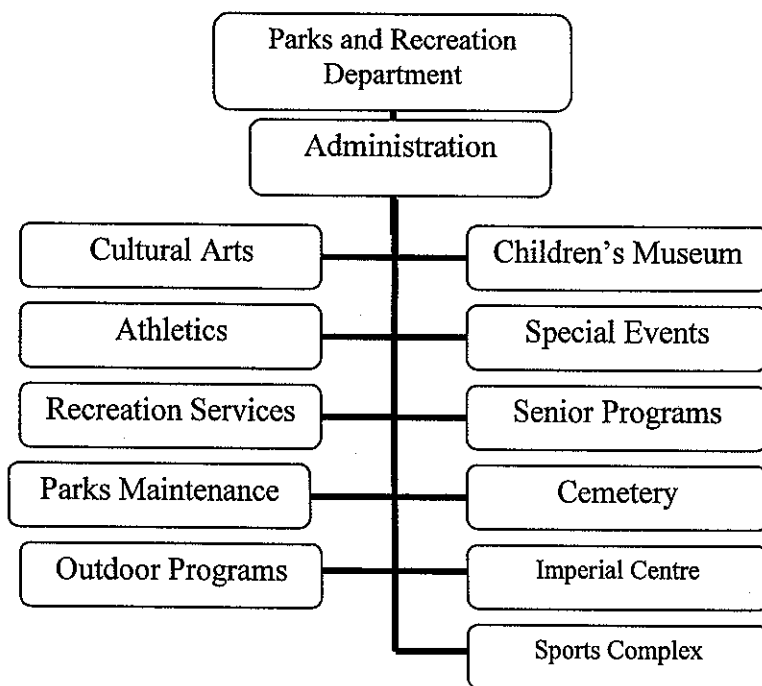 Parks and Recreation
Department
Administration
Cultural Arts
Children's Museum
Athletics
Special Events
Recreation Services
Senior Programs
Parks Maintenance
Cemetery
Outdoor Programs
Imperial Centre
Sports Complex